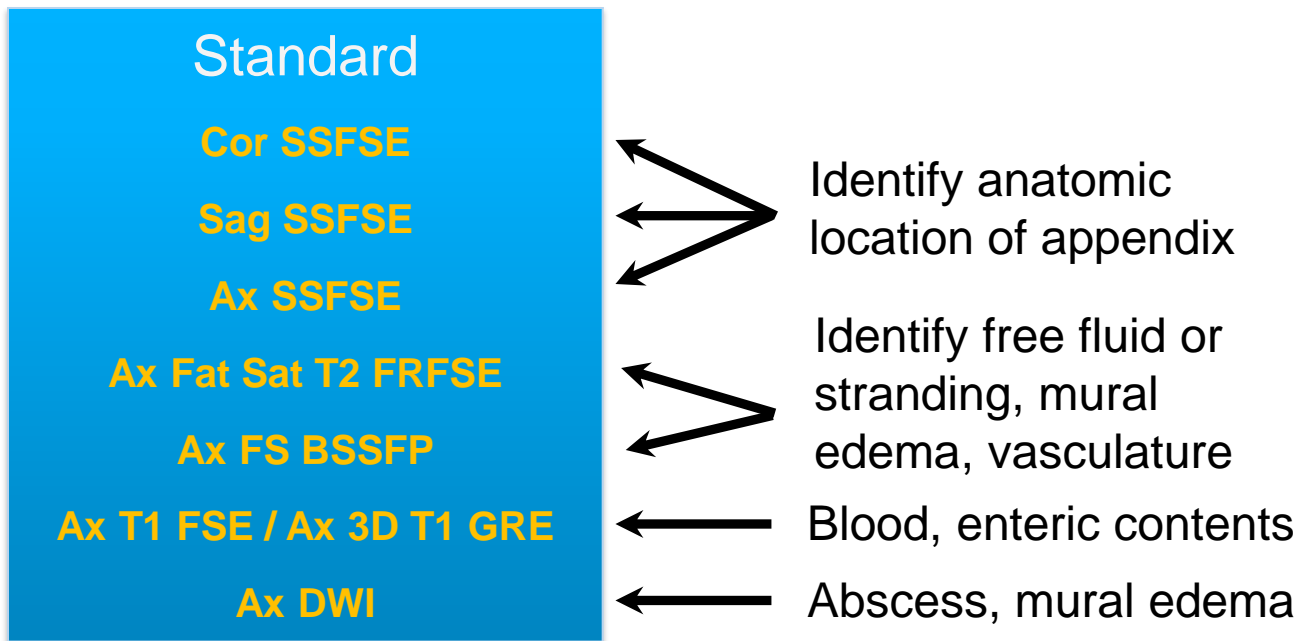 Standard
Cor SSFSE
Sag SSFSE
Ax SSFSE
Ax Fat Sat T2 FRFSE
Ax FS BSSFP
Ax T1 FSE / Ax 3D T1 GRE
Ax DWI
Identify anatomic
location of appendix
Identify free fluid or
stranding, mural
edema, vasculature
Blood, enteric contents
Abscess, mural edema